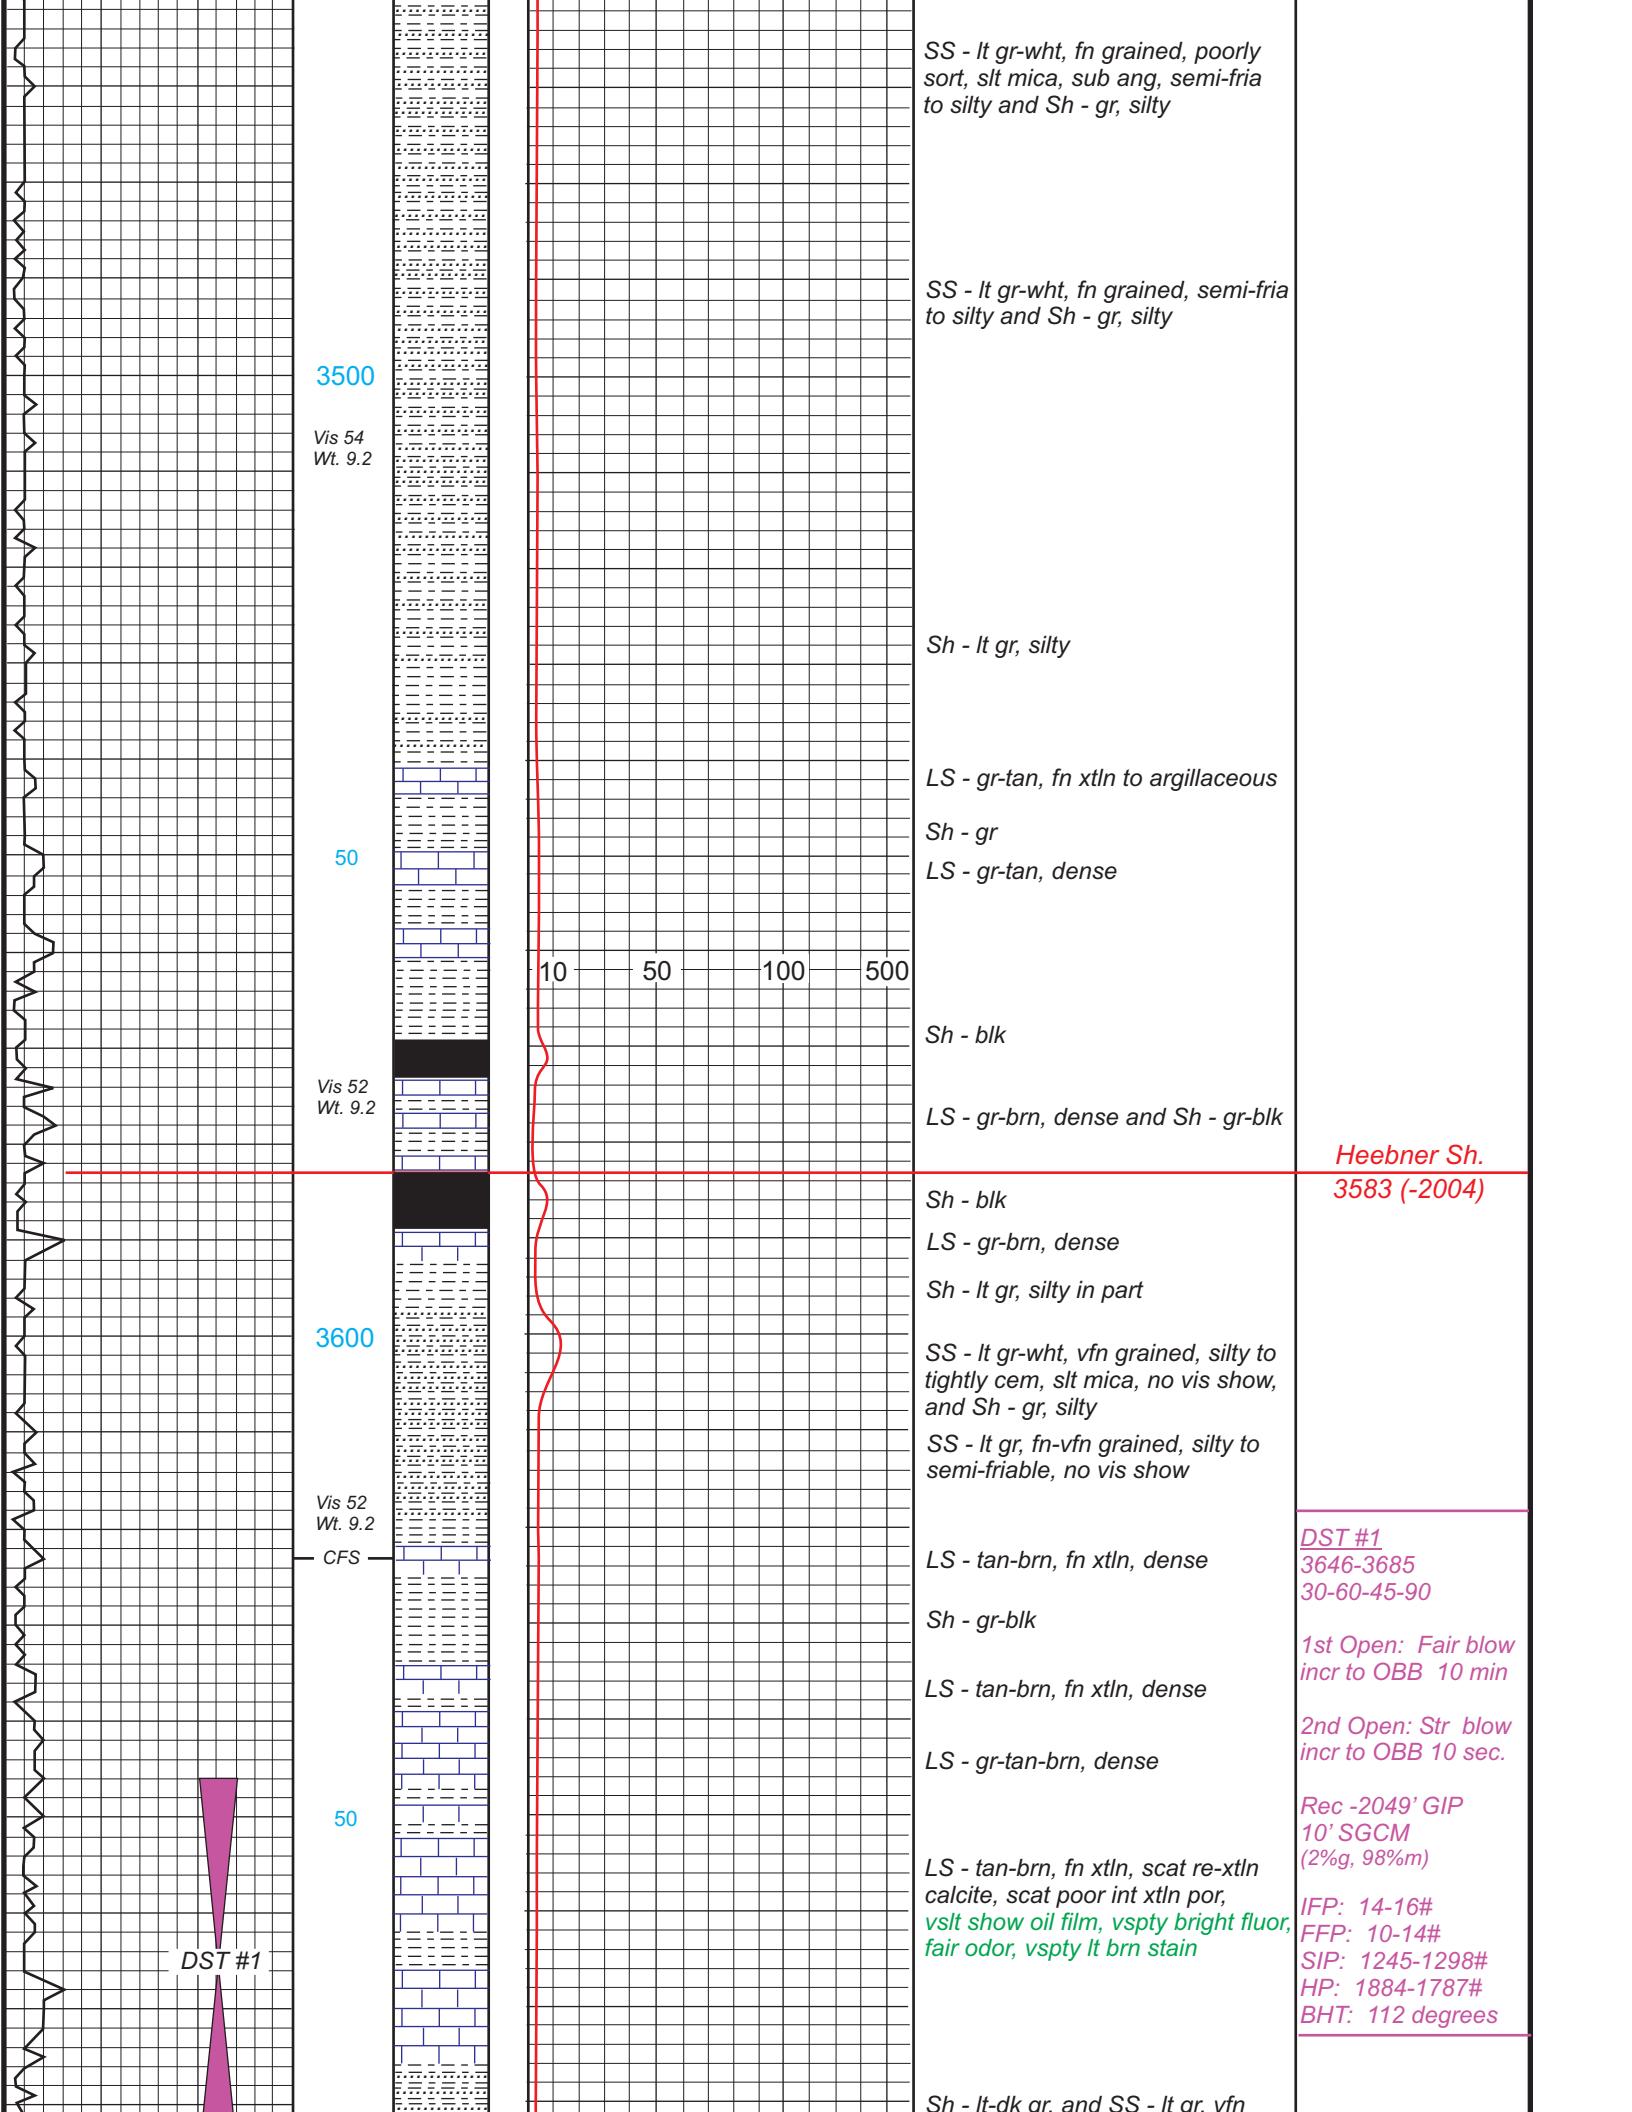 SS - lt gr-wht, fn grained, poorly
sort, slt mica, sub ang, semi-fria
to silty and Sh - gr, silty
SS - lt gr-wht, fn grained, semi-fria
to silty and Sh - gr, silty
3500
Vis 54
Wt. 9.2
Sh - lt gr, silty
LS - gr-tan, fn xtln to argillaceous
Sh - gr
50
LS - gr-tan, dense
10 50 100 500
Sh - blk
Vis 52
Wt. 9.2
LS - gr-brn, dense and Sh - gr-blk
Heebner Sh.
3583 (-2004)
Sh - blk
LS - gr-brn, dense
Sh - lt gr, silty in part
3600
SS - lt gr-wht, vfn grained, silty to
tightly cem, slt mica, no vis show,
and Sh - gr, silty
SS - lt gr, fn-vfn grained, silty to
semi-friable, no vis show
Vis 52
Wt. 9.2
CFS
LS - tan-brn, fn xtln, dense
Sh - gr-blk
LS - tan-brn, fn xtln, dense
LS - gr-tan-brn, dense
50
LS - tan-brn, fn xtln, scat re-xtln
calcite, scat poor int xtln por,
vslt show oil film, vspty bright fluor,
fair odor, vspty lt brn stain
DST #1
DST #1
3646-3685
30-60-45-90
1st Open: Fair blow
incr to OBB 10 min
2nd Open: Str blow
incr to OBB 10 sec.
Rec -2049' GIP
10' SGCM
(2%g, 98%m)
IFP: 14-16#
FFP: 10-14#
SIP: 1245-1298#
HP: 1884-1787#
BHT: 112 degrees
Sh - lt-dk gr, and SS - lt gr, vfn